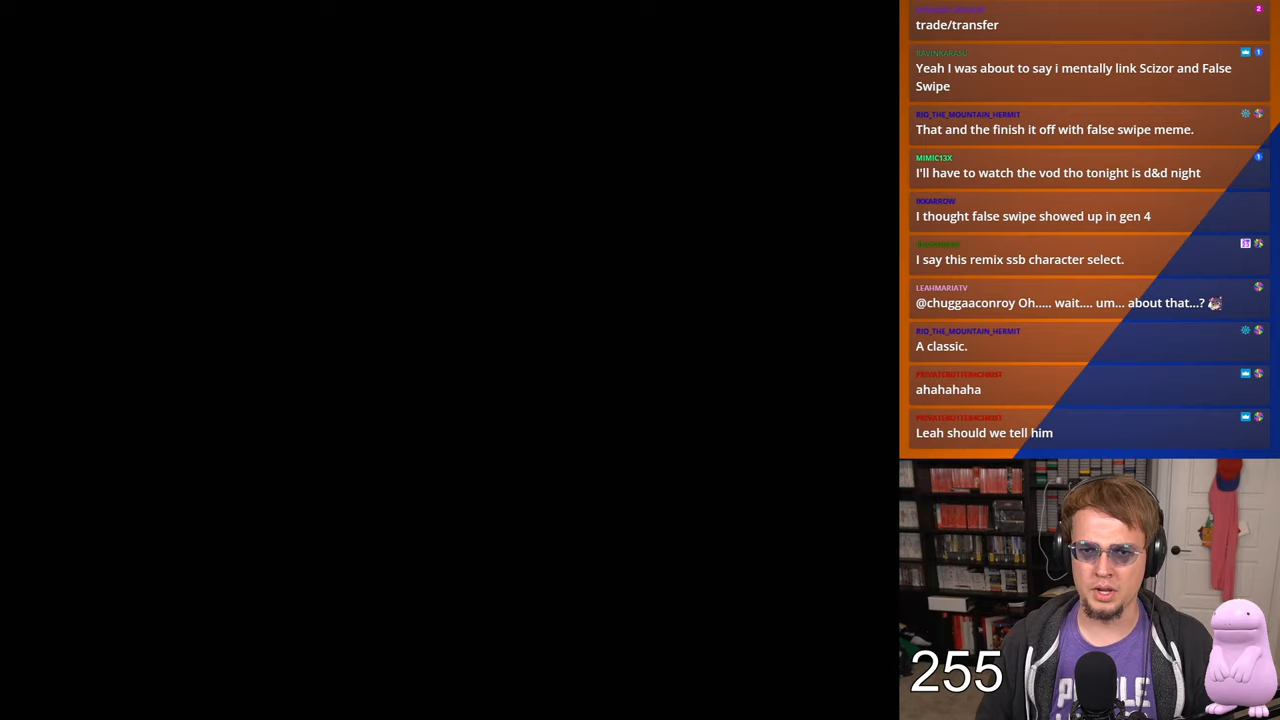 trade/transfer
RAVINKARASU
Yeah I was about to say i mentally link Scizor and False
Swipe
RIO_THE_MOUNTAIN_HERMIT
That and the finish it off with false swipe meme.
MIMIC13X
I'll have to watch the vod tho tonight is d&d night
IKKARROW
I thought false swipe showed up in gen 4
I say this remix ssb character select.
LEAHMARIATV
@chuggaaconroy Oh..... wait.... um... about that...?
RIO_THE_MOUNTAIN_HERMIT
A classic.
ahahahaha
Leah should we tell him
255